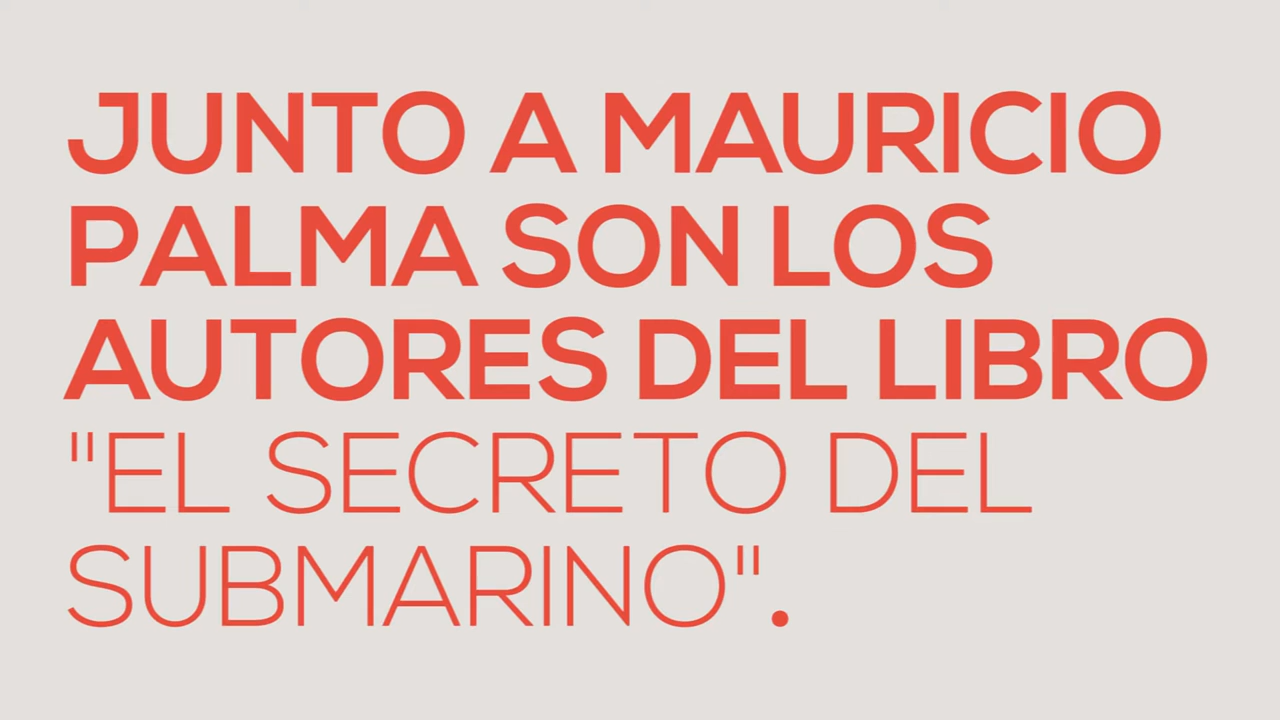 JUNTO A MAURICIO
PALMA SON LOS
AUTORES DEL LIBRO
"EL SECRETO DEL
SUBMARINO".